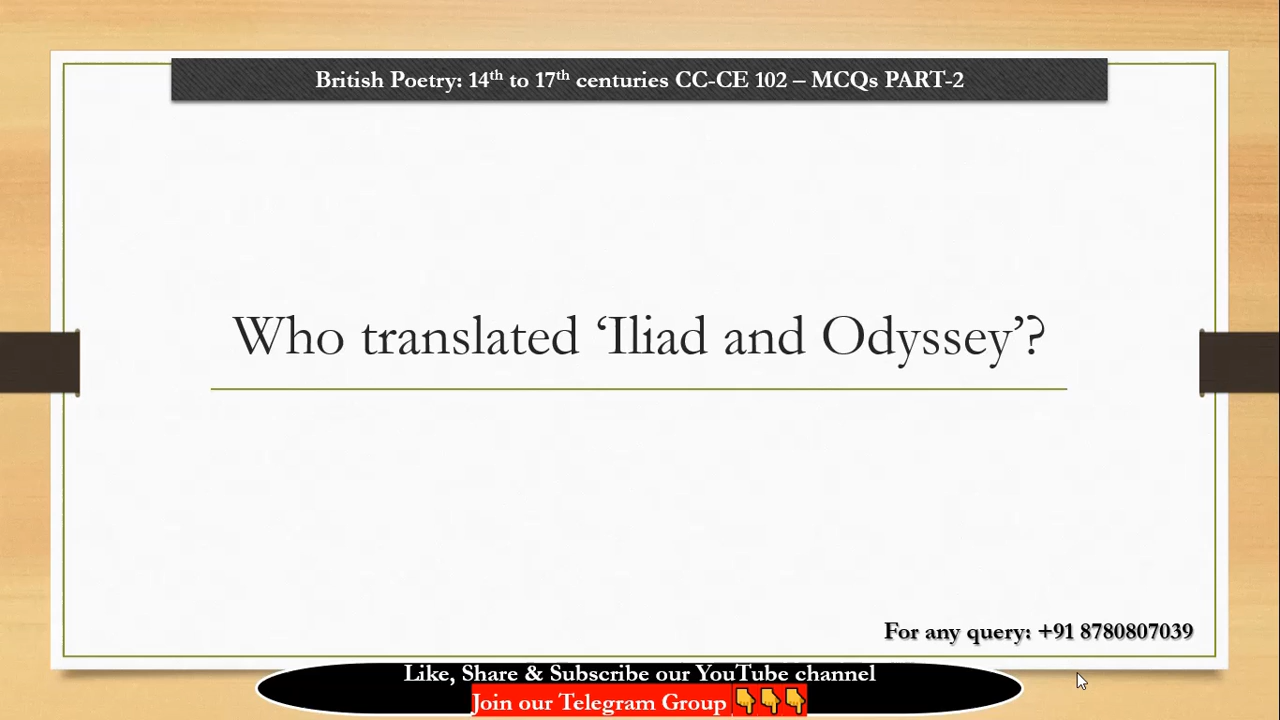 British Poetry: 14th to 17th centuries CC-CE 102 – MCQs PART-2
Who translated ‘Iliad and Odyssey’?
For any query: +91 8780807039
Like, Share & Subscribe our YouTube channel
Join our Telegram Group 👇👇👇